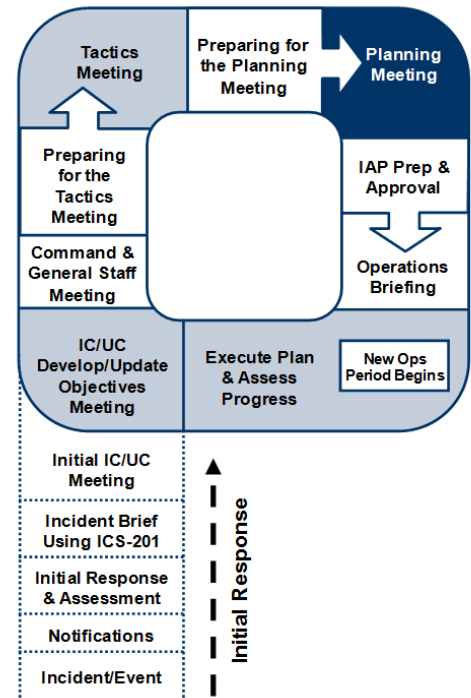 Tactics
Meeting
Preparing for
the Planning
Meeting
Planning
Meeting
Preparing
for the
Tactics
Meeting
IAP Prep &
Approval
Command &
General Staff
Meeting
Operations
Briefing
IC/UC
Develop/Update
Objectives
Meeting
Execute Plan
& Assess
Progress
New Ops
Period Begins
Initial IC/UC
Meeting
Incident Brief
Using ICS-201
Initial Response
& Assessment
Notifications
Incident/Event
Initial Response